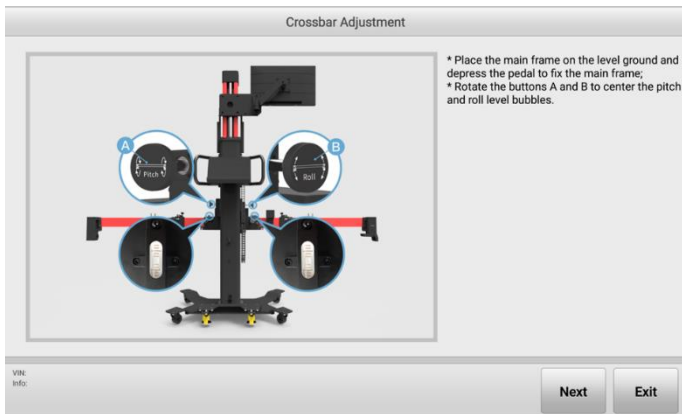 Crossbar Adjustment
* Place the main frame on the level ground and
depress the pedal to fix the main frame;
* Rotate the buttons A and B to center the pitch
and roll level bubbles.
A
Pitch
B
Roll
VIN:
Info:
Next
Exit